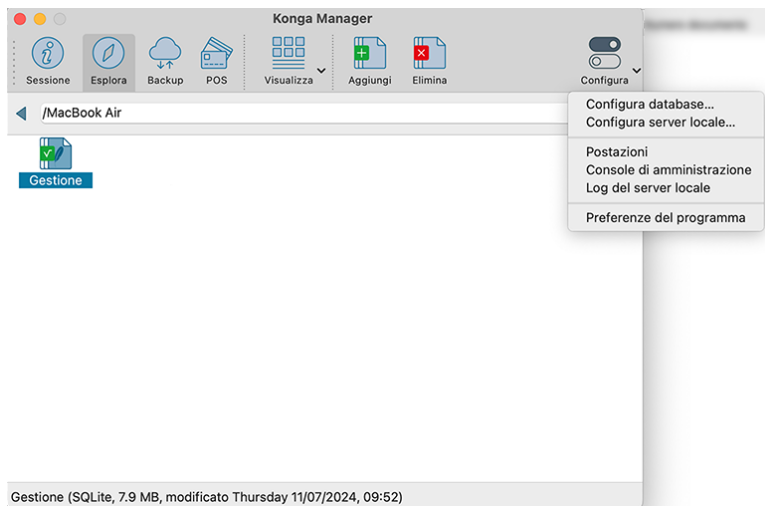 Konga Manager
Sessione Esplora Backup POS Visualizza Aggiungi Elimina Configura
/MacBook Air
Gestione
Configura database...
Configura server locale...
Postazioni
Console di amministrazione
Log del server locale
Preferenze del programma
Gestione (SQLite, 7.9 MB, modificato Thursday 11/07/2024, 09:52)